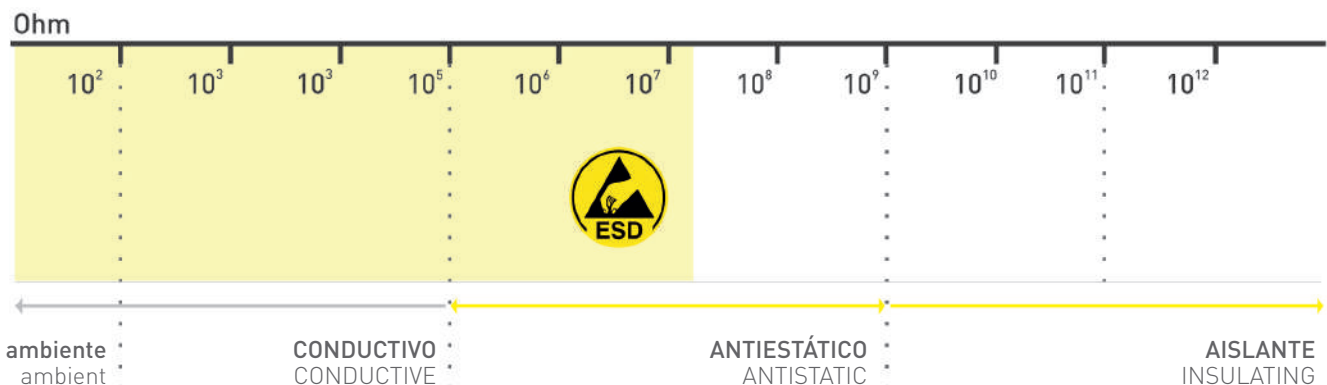 Ohm
10² 10³ 10³ 10⁵ 10⁶ 10⁷ 10⁸ 10⁹ 10¹⁰ 10¹¹ 10¹²
ESD
ambiente CONDUCTIVO ANTIESTÁTICO AISLANTE
ambient CONDUCTIVE ANTISTATIC INSULATING